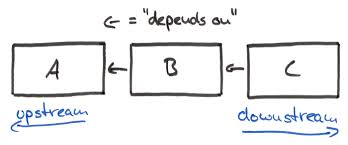 ← = "depends on"
A B C
upstream downstream